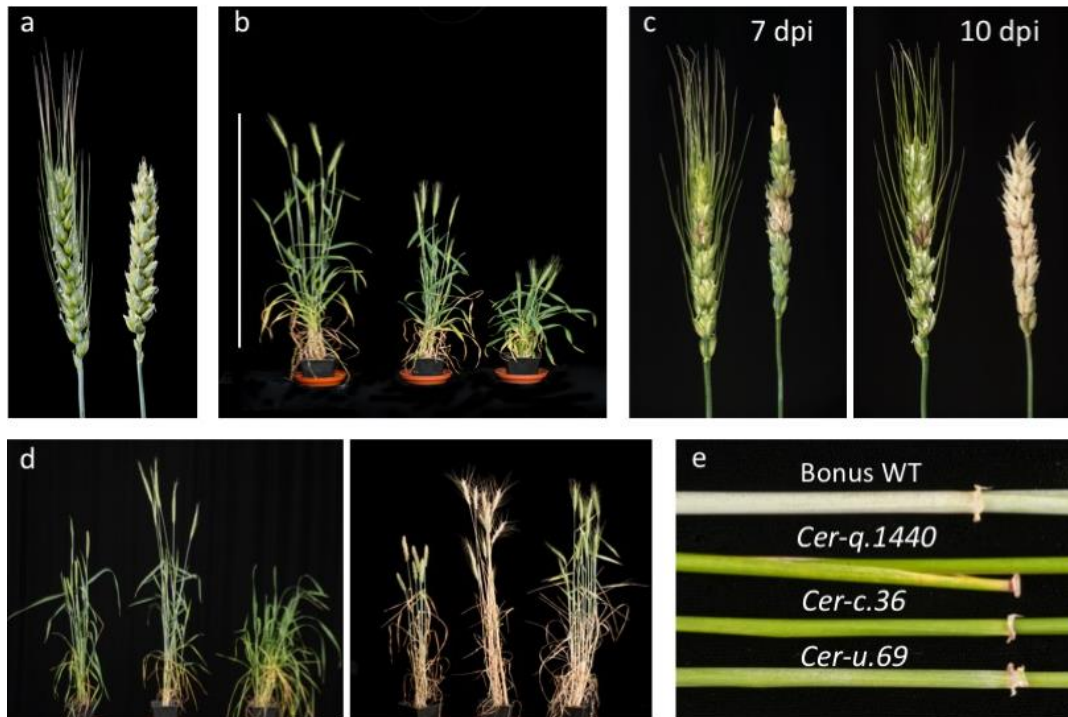 a
b
c
7 dpi
10 dpi
d
e
Bonus WT
Cer-q.1440
Cer-c.36
Cer-u.69